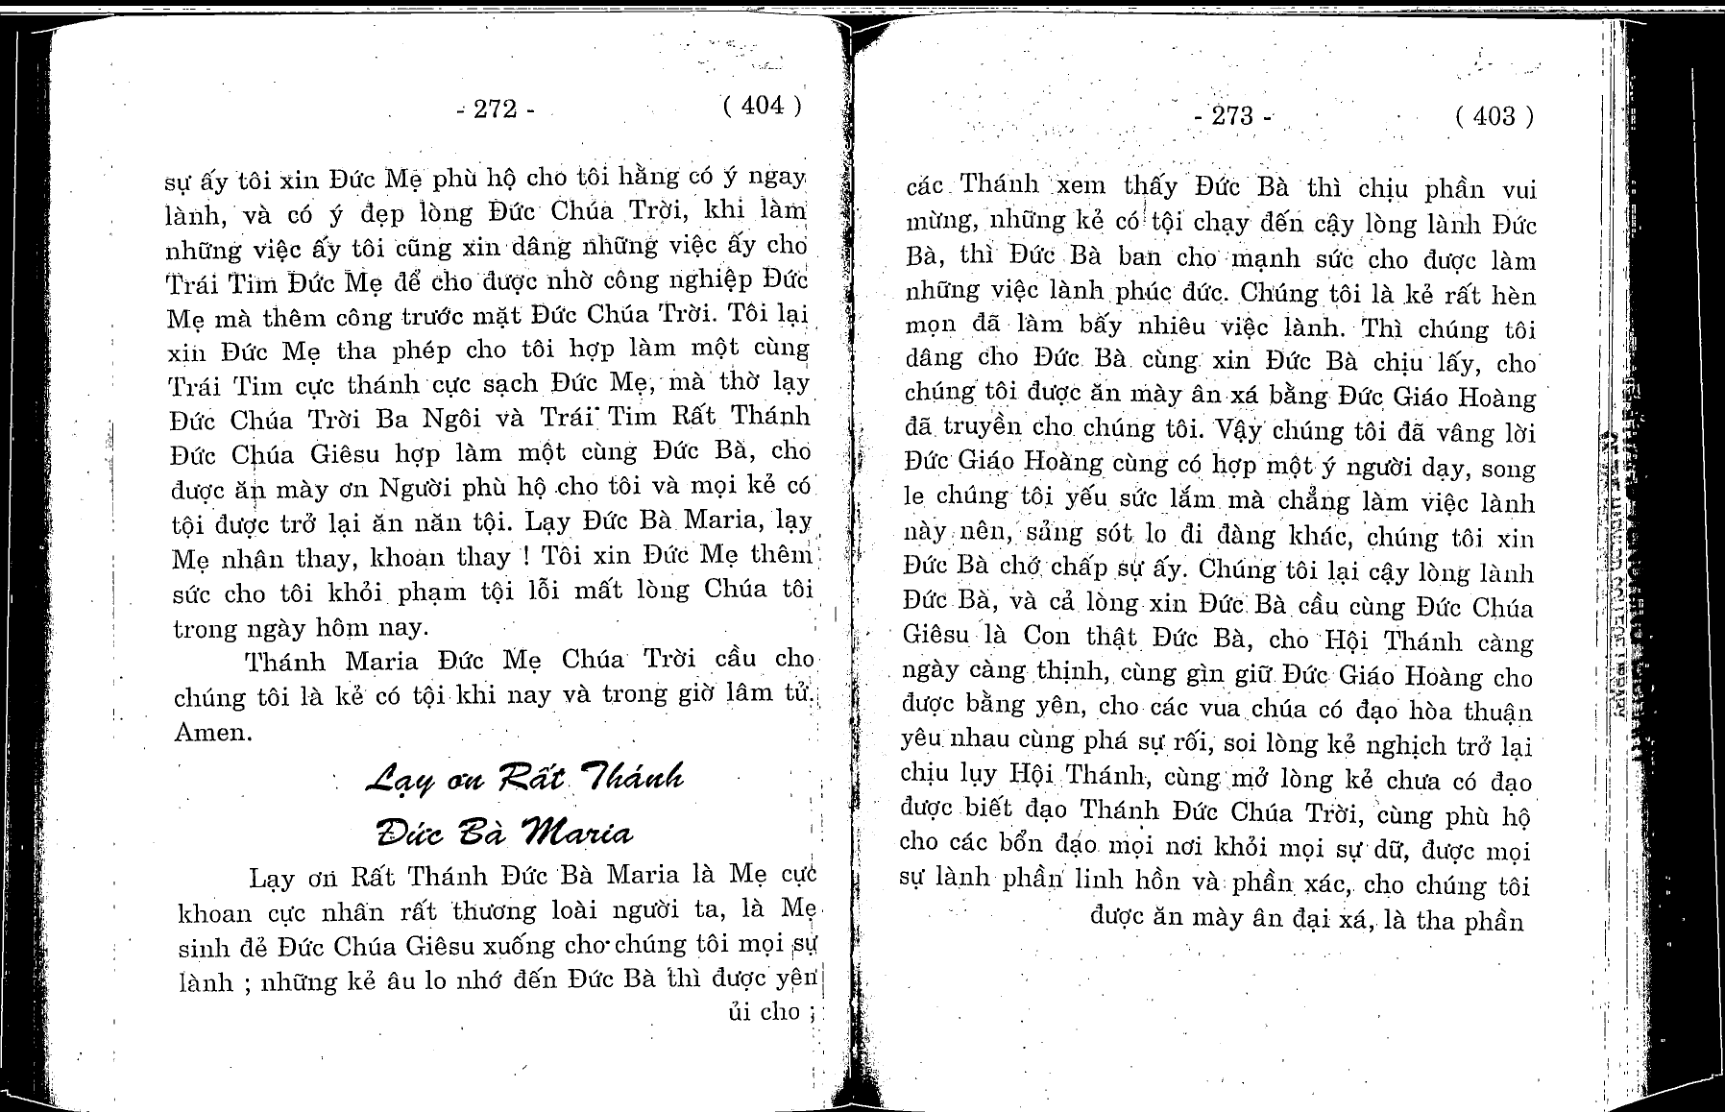 - 272 - ( 404 )
sự ấy tôi xin Đức Mẹ phù hộ cho tôi hằng có ý ngay
lành, và có ý đẹp lòng Đức Chúa Trời, khi làm
những việc ấy tôi cũng xin dâng những việc ấy cho
Trái Tim Đức Mẹ để cho được nhờ công nghiệp Đức
Mẹ mà thêm công trước mặt Đức Chúa Trời. Tôi lại
xin Đức Mẹ tha phép cho tôi hợp làm một cùng
Trái Tim cực thánh cực sạch Đức Mẹ, mà thờ lạy
Đức Chúa Trời Ba Ngôi và Trái Tim Rất Thánh
Đức Chúa Giêsu hợp làm một cùng Đức Bà, cho
được ăn mày ơn Người phù hộ cho tôi và mọi kẻ có
tội được trở lại ăn năn tội. Lạy Đức Bà Maria, lạy
Mẹ nhân thay, khoan thay ! Tôi xin Đức Mẹ thêm
sức cho tôi khỏi phạm tội lỗi mất lòng Chúa tôi
trong ngày hôm nay.
Thánh Maria Đức Mẹ Chúa Trời cầu cho
chúng tôi là kẻ có tội khi nay và trong giờ lâm tử.
Amen.
Lạy ơn Rất Thánh
Đức Bà Maria
Lạy ơn Rất Thánh Đức Bà Maria là Mẹ cực
khoan cực nhân rất thương loài người ta, là Mẹ
sinh đẻ Đức Chúa Giêsu xuống cho chúng tôi mọi sự
lành ; những kẻ âu lo nhớ đến Đức Bà thì được yên
ủi cho ;
- 273 - ( 403 )
các Thánh xem thấy Đức Bà thì chịu phần vui
mừng, những kẻ có tội chạy đến cậy lòng lành Đức
Bà, thì Đức Bà ban cho mạnh sức cho được làm
những việc lành phúc đức. Chúng tôi là kẻ rất hèn
mọn đã làm bấy nhiêu việc lành. Thì chúng tôi
dâng cho Đức Bà cùng xin Đức Bà chịu lấy, cho
chúng tôi được ăn mày ân xá bằng Đức Giáo Hoàng
đã truyền cho chúng tôi. Vậy chúng tôi đã vâng lời
Đức Giáo Hoàng cùng có hợp một ý người dạy, song
le chúng tôi yếu sức lắm mà chẳng làm việc lành
này nên, sảng sót lo đi đàng khác, chúng tôi xin
Đức Bà chớ chấp sự ấy. Chúng tôi lại cậy lòng lành
Đức Bà, và cả lòng xin Đức Bà cầu cùng Đức Chúa
Giêsu là Con thật Đức Bà, cho Hội Thánh càng
ngày càng thịnh, cùng gìn giữ Đức Giáo Hoàng cho
được bằng yên, cho các vua chúa có đạo hòa thuận
yêu nhau cùng phá sự rối, soi lòng kẻ nghịch trở lại
chịu lụy Hội Thánh, cùng mở lòng kẻ chưa có đạo
được biết đạo Thánh Đức Chúa Trời, cùng phù hộ
cho các bổn đạo mọi nơi khỏi mọi sự dữ, được mọi
sự lành phần linh hồn và phần xác, cho chúng tôi
được ăn mày ân đại xá, là tha phần